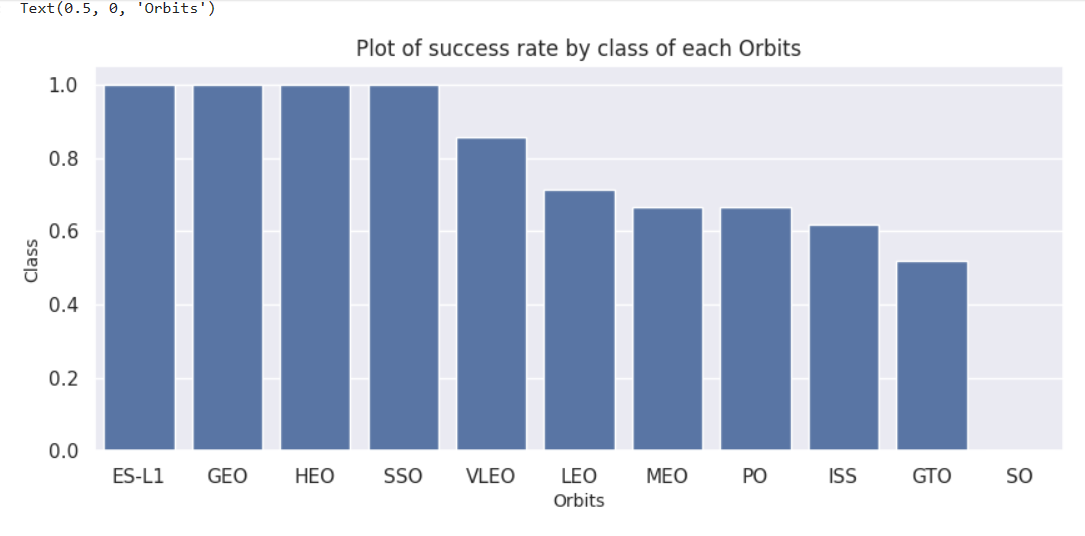 Text(0.5, 0, 'Orbits')
Plot of success rate by class of each Orbits
1.0
0.8
0.6
0.4
0.2
0.0
Class
ES-L1 GEO HEO SSO VLEO LEO MEO PO ISS GTO SO
Orbits